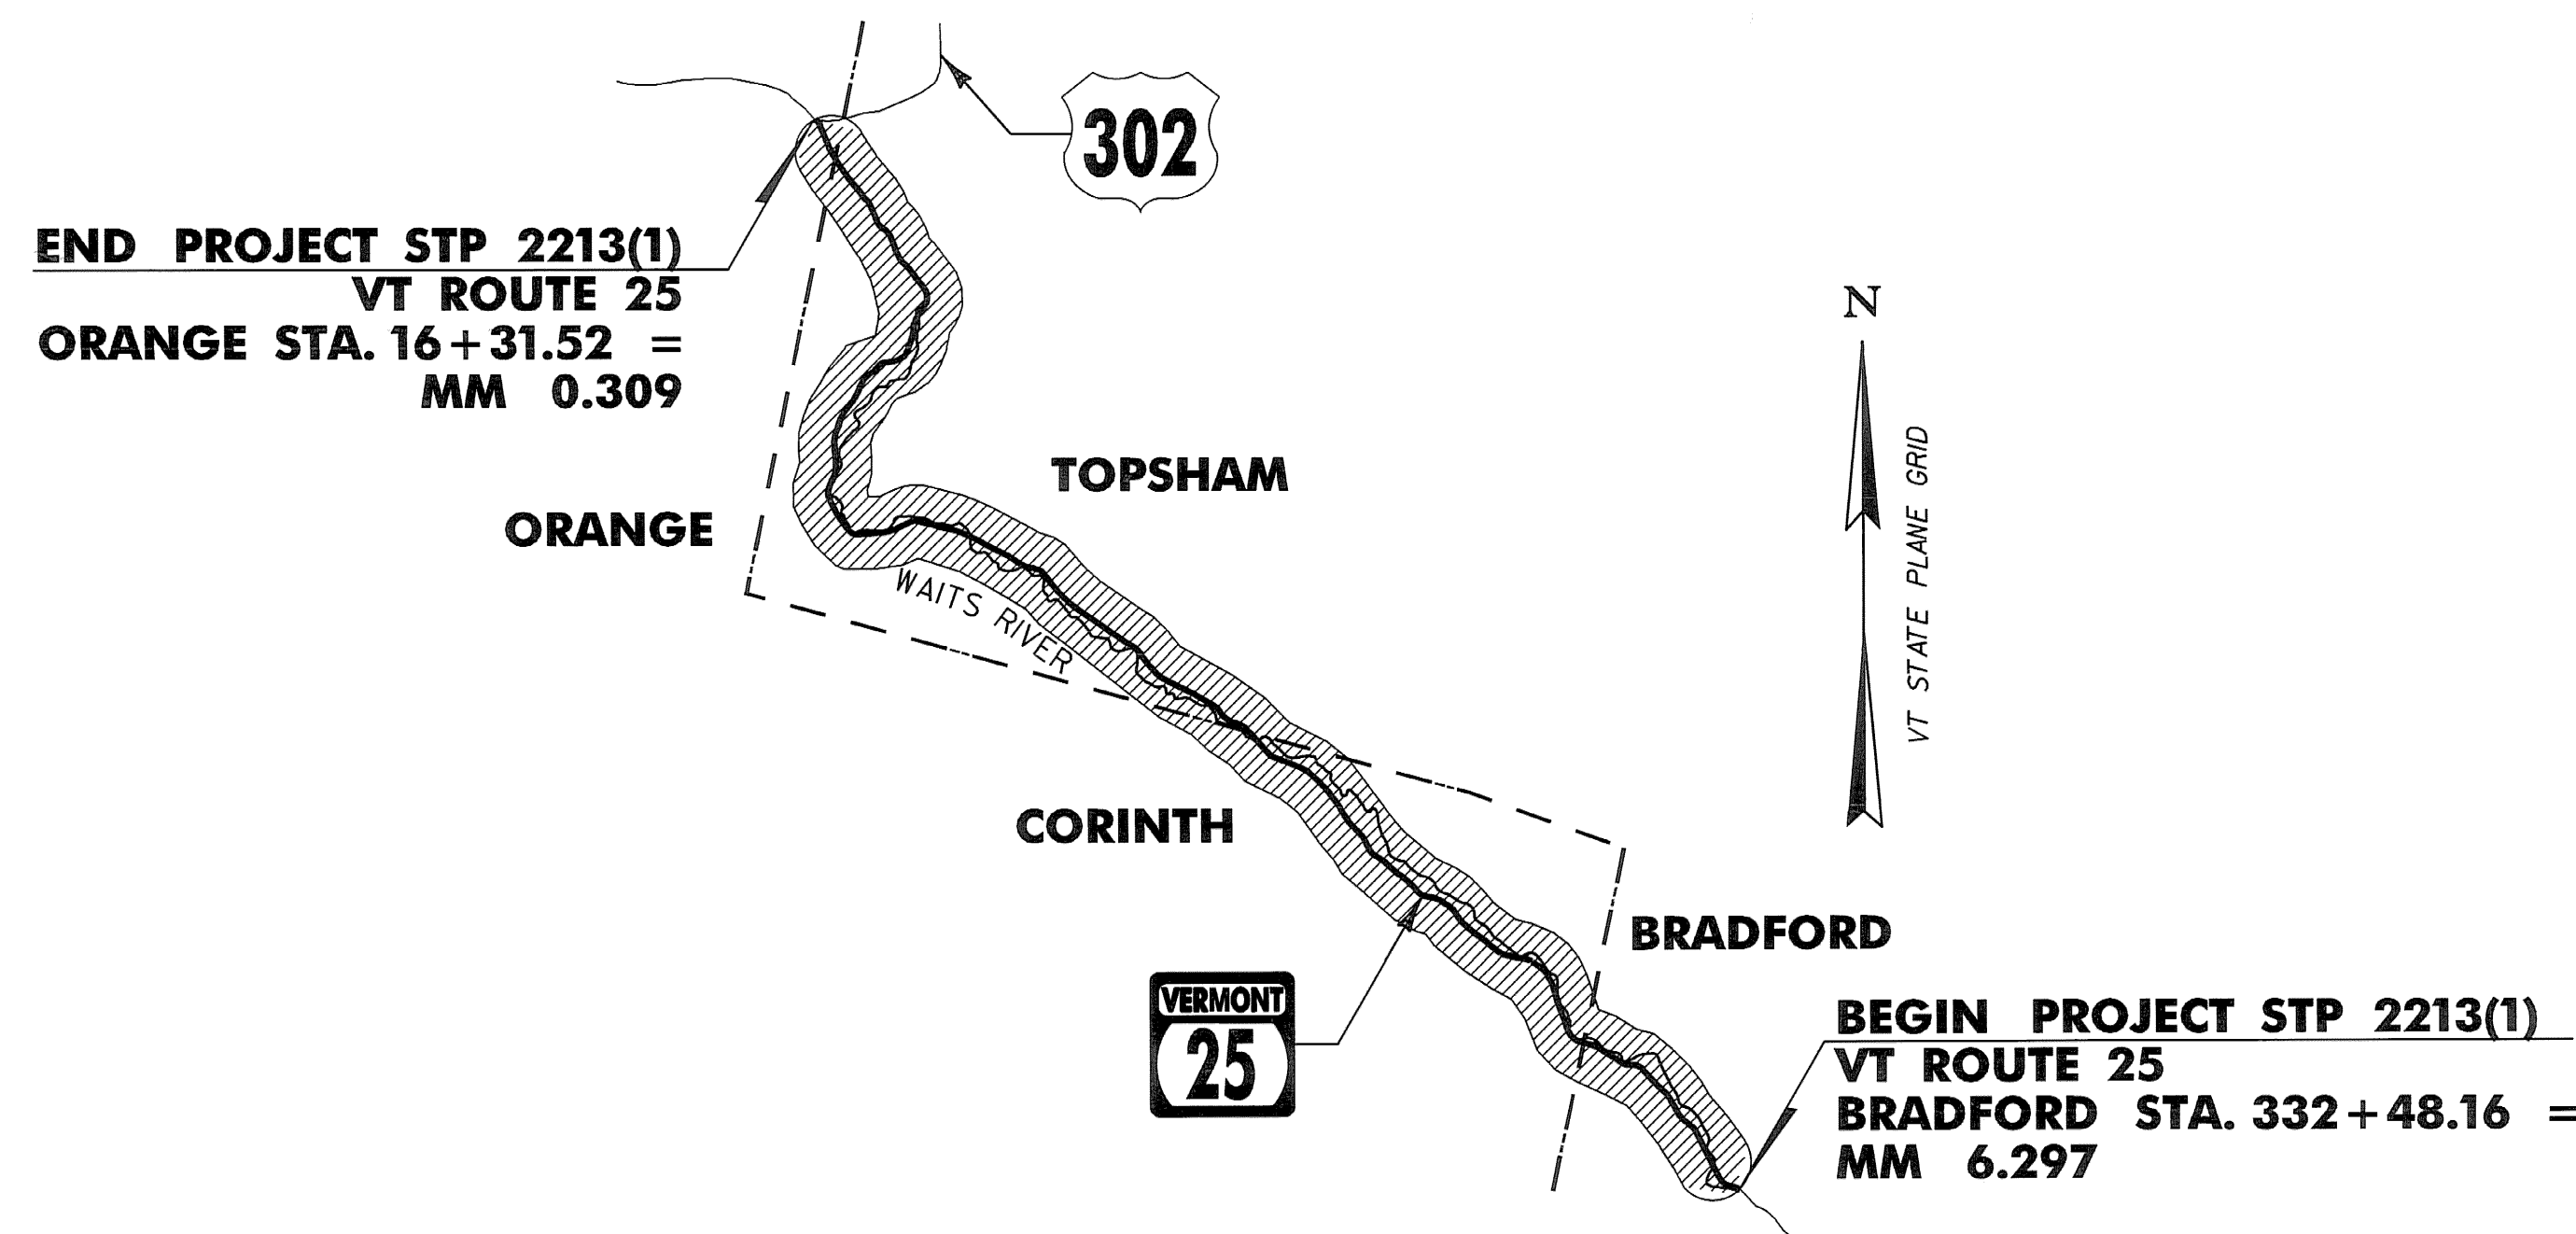 302
END PROJECT STP 2213(1)
VT ROUTE 25
ORANGE STA. 16+31.52 =
MM 0.309
N
VT STATE PLANE GRID
TOPSHAM
ORANGE
WAITS RIVER
CORINTH
BRADFORD
VERMONT
25
BEGIN PROJECT STP 2213(1)
VT ROUTE 25
BRADFORD STA. 332+48.16 =
MM 6.297